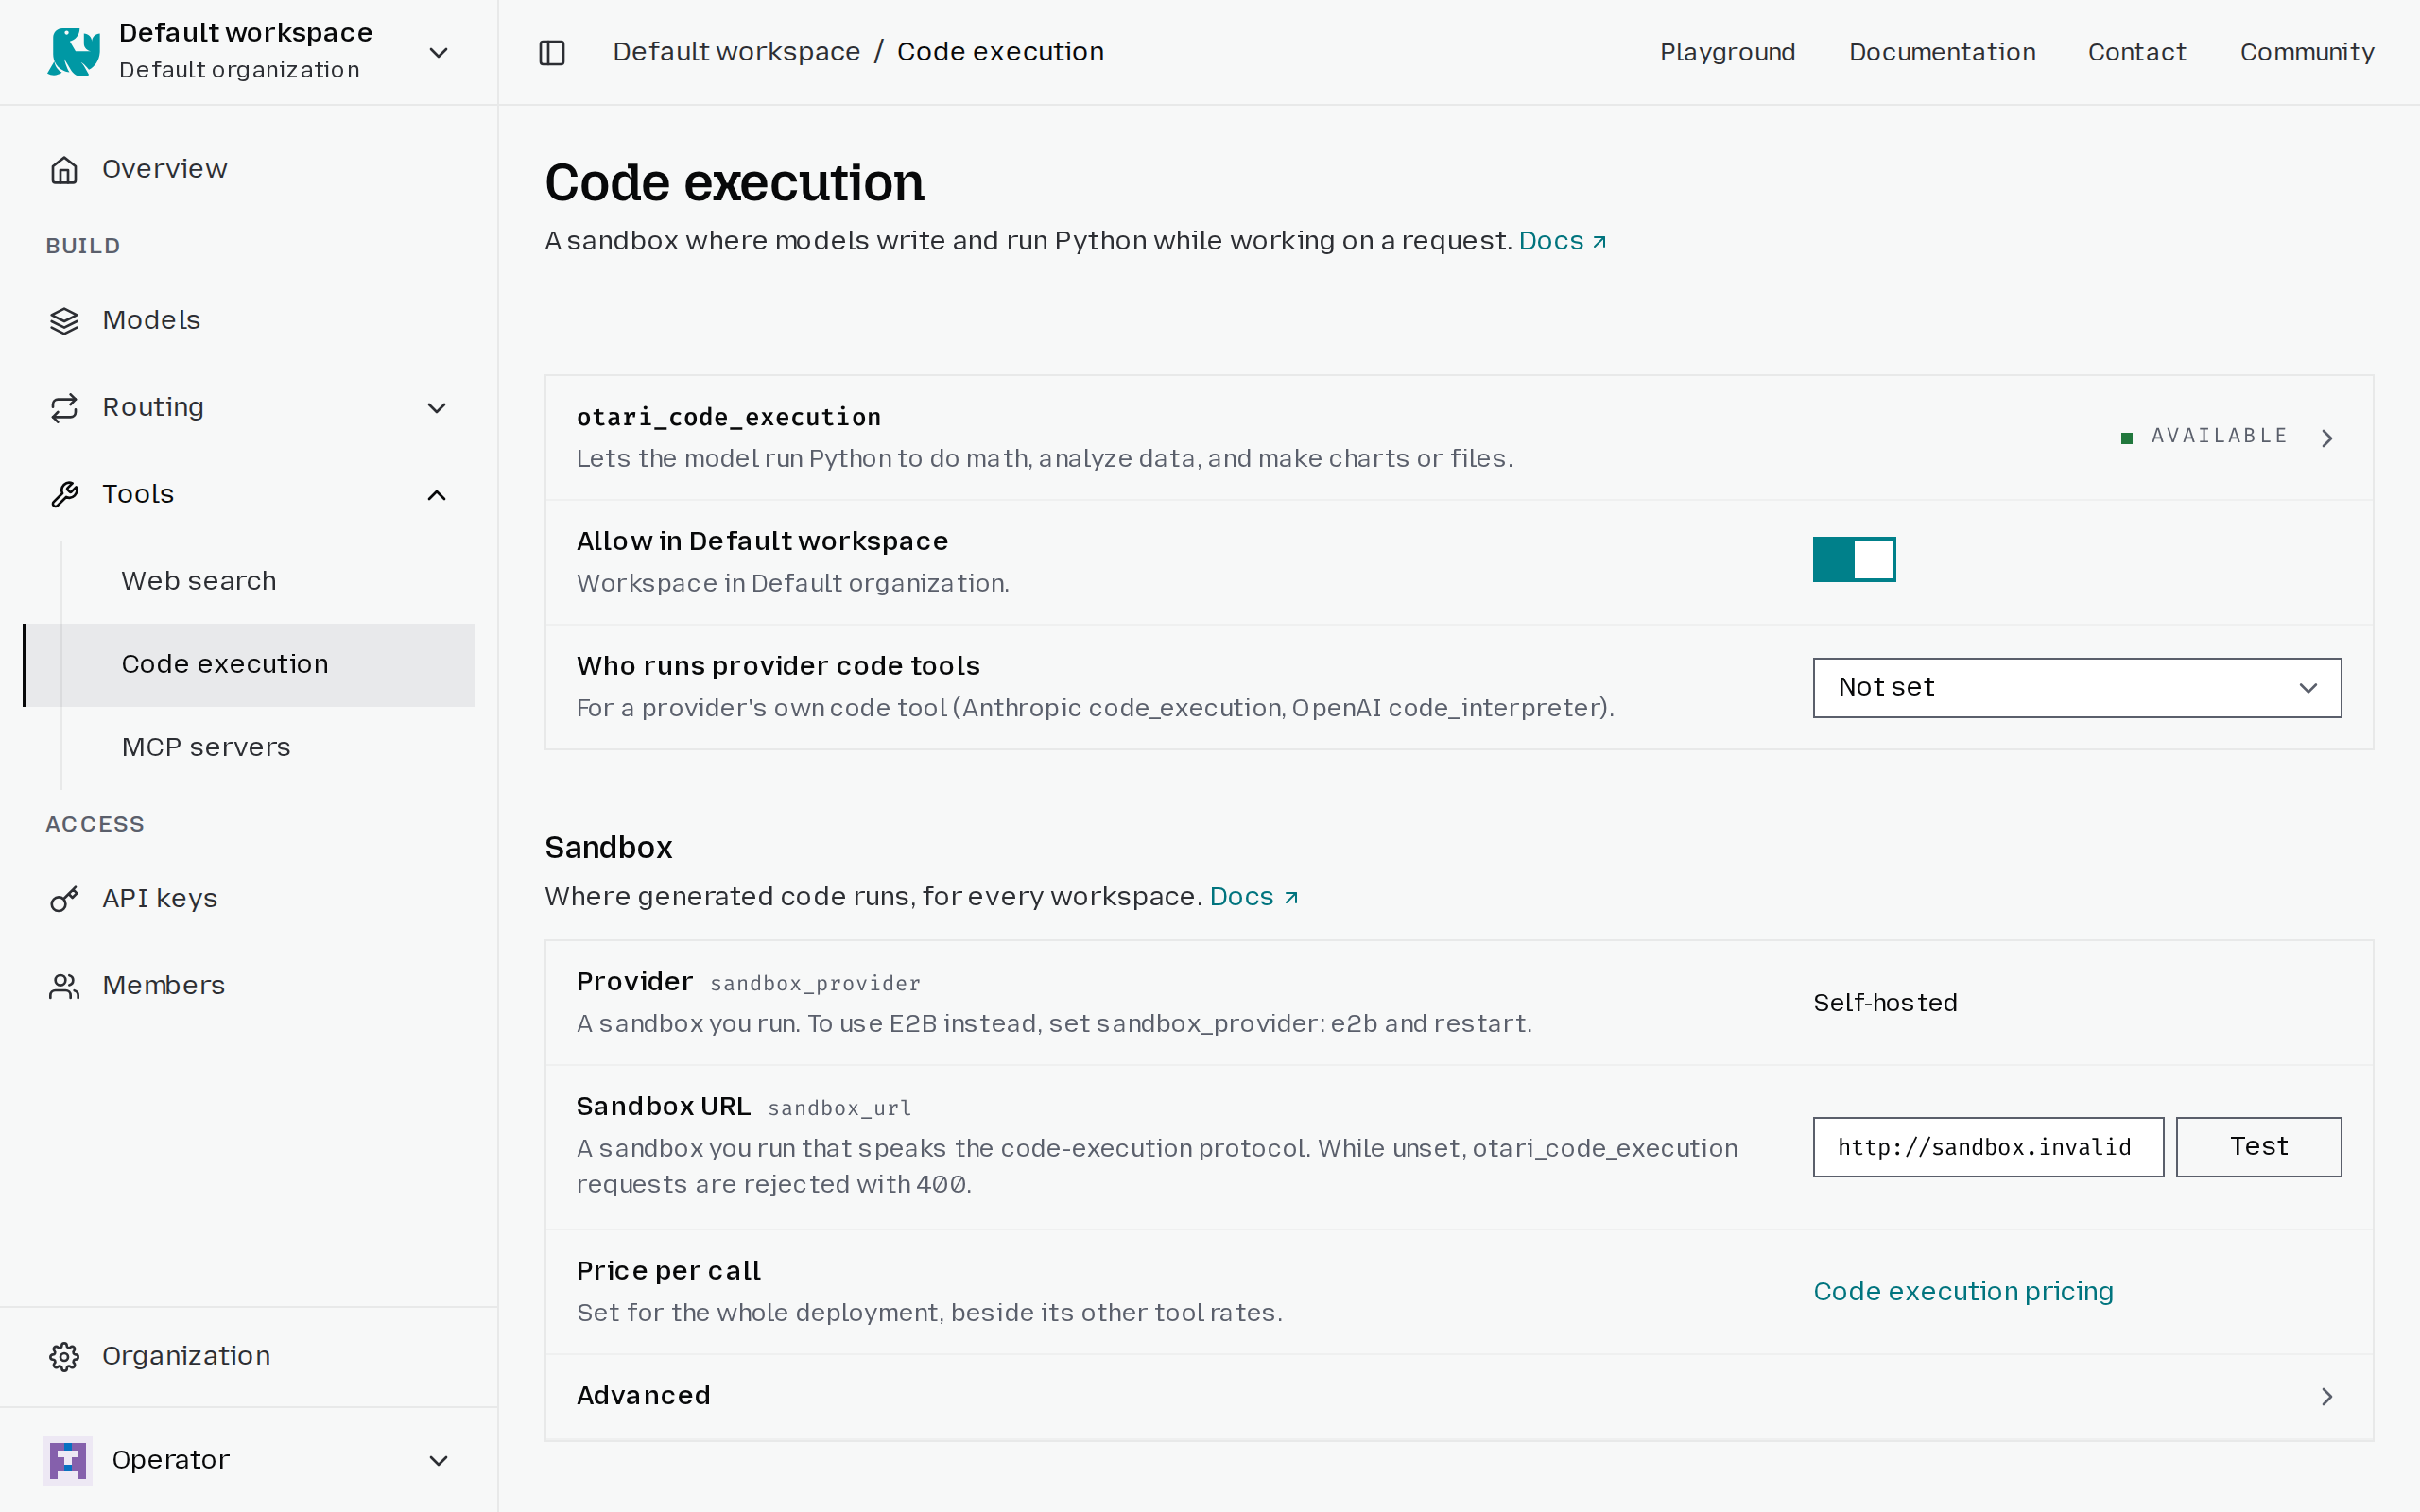 Default workspace
Default organization
Default workspace / Code execution
Playground
Documentation
Contact
Community
Overview
BUILD
Models
Routing
Tools
Web search
Code execution
MCP servers
ACCESS
API keys
Members
Organization
Operator
Code execution
A sandbox where models write and run Python while working on a request. Docs
otari_code_execution
Lets the model run Python to do math, analyze data, and make charts or files.
AVAILABLE
Allow in Default workspace
Workspace in Default organization.
Who runs provider code tools
For a provider's own code tool (Anthropic code_execution, OpenAI code_interpreter).
Not set
Sandbox
Where generated code runs, for every workspace. Docs
Provider sandbox_provider
A sandbox you run. To use E2B instead, set sandbox_provider: e2b and restart.
Self-hosted
Sandbox URL sandbox_url
A sandbox you run that speaks the code-execution protocol. While unset, otari_code_execution
requests are rejected with 400.
http://sandbox.invalid
Test
Price per call
Set for the whole deployment, beside its other tool rates.
Code execution pricing
Advanced